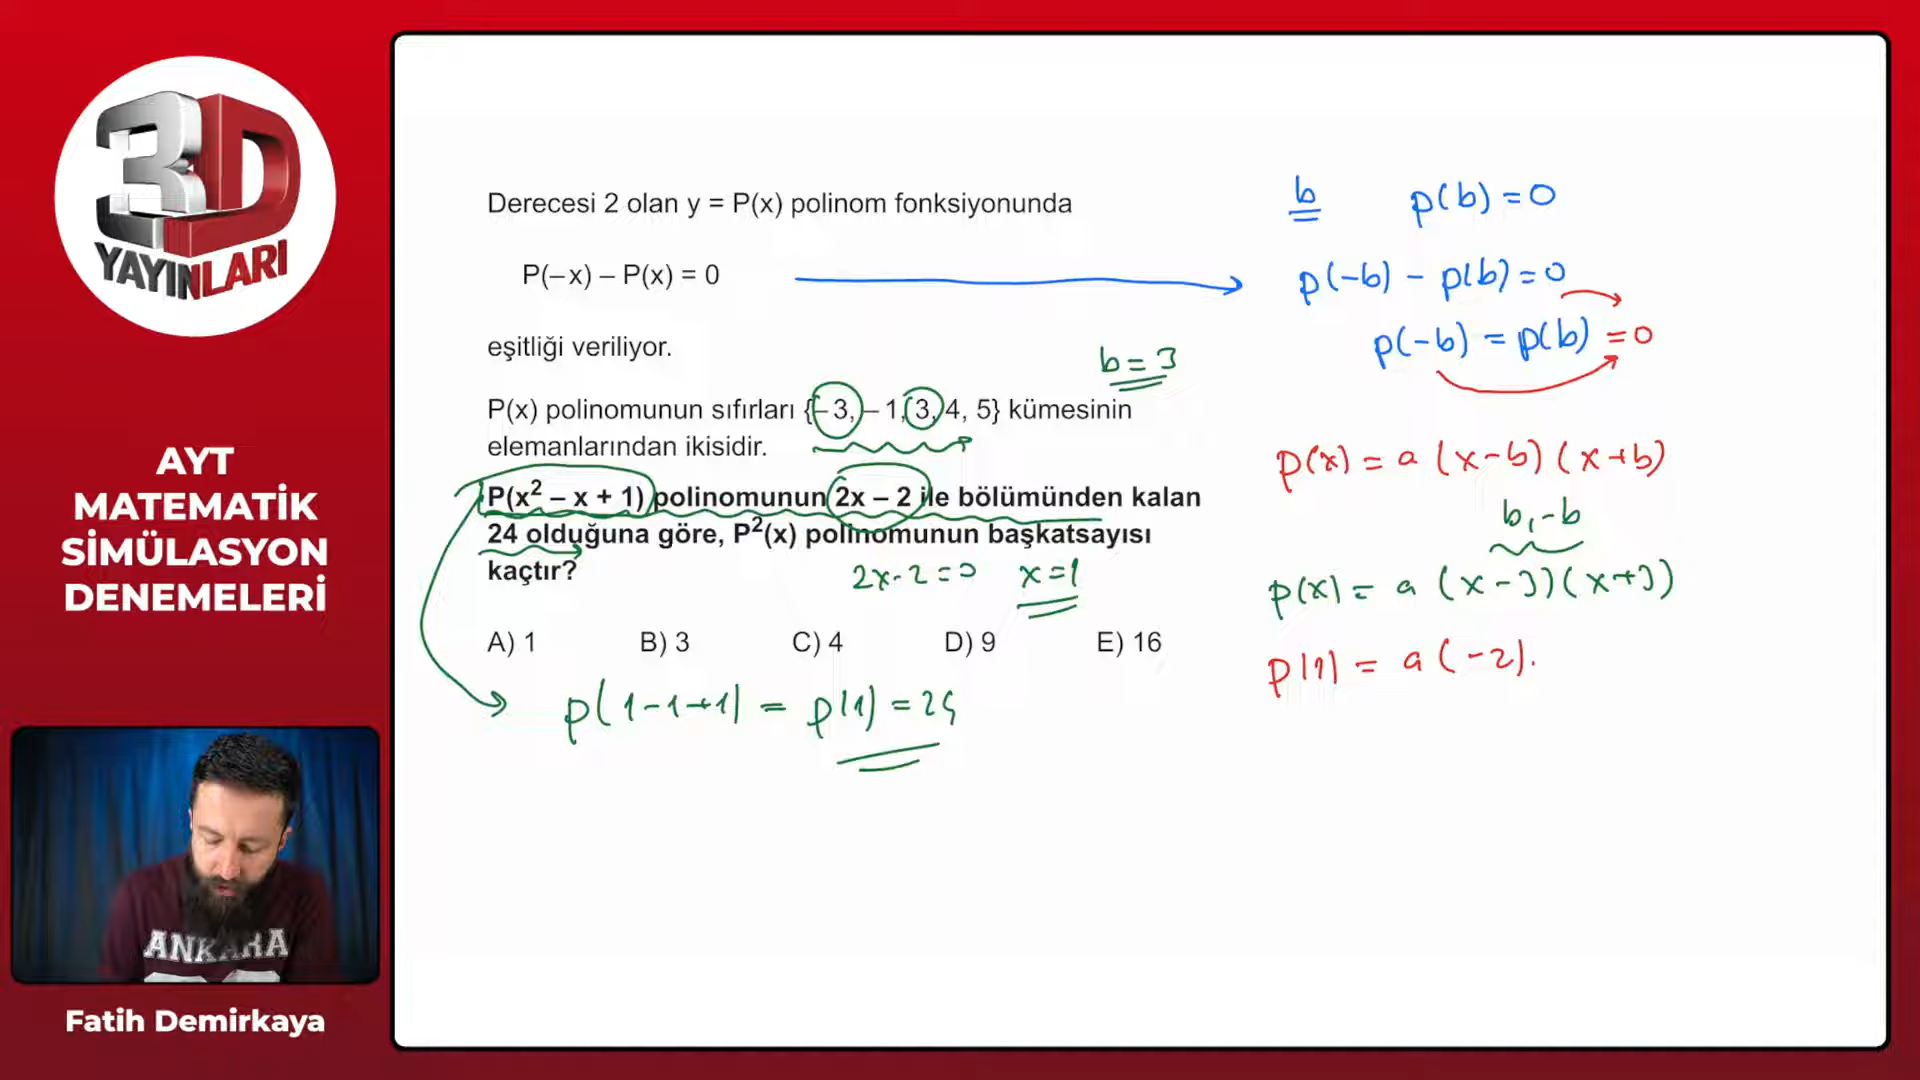 3D
YAYINLARI
AYT
MATEMATİK
SİMÜLASYON
DENEMELERİ
ANKARA
Fatih Demirkaya
Derecesi 2 olan y = P(x) polinom fonksiyonunda
P(–x) – P(x) = 0
eşitliği veriliyor.
b = 3
P(x) polinomunun sıfırları {–3, –1, 3, 4, 5} kümesinin
elemanlarından ikisidir.
P(x² – x + 1) polinomunun 2x – 2 ile bölümünden kalan
24 olduğuna göre, P²(x) polinomunun başkatsayısı
kaçtır?
2x-2=0 x=1
A) 1 B) 3 C) 4 D) 9 E) 16
p(1-1+1) = p(1) = 24
b p(b)=0
p(-b) - p(b)=0
p(-b) = p(b) = 0
p(x) = a (x-b) (x+b)
b, -b
p(x) = a (x-3)(x+3)
p(1) = a (-2).